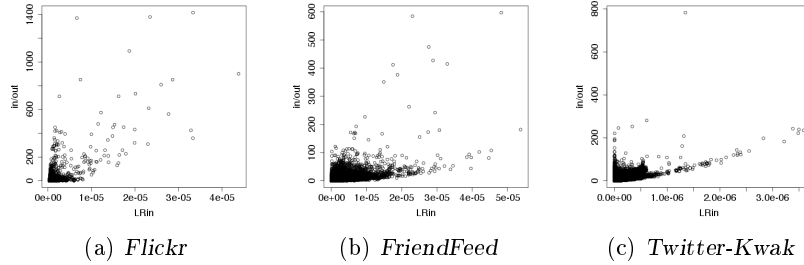 1400
1000
600
200
0
in/out
0e+00
1e-05
2e-05
3e-05
4e-05
LRin
(a) Flickr
600
500
400
300
200
100
0
in/out
0e+00
1e-05
2e-05
3e-05
4e-05
5e-05
LRin
(b) FriendFeed
800
600
400
200
0
in/out
0.0e+00
1.0e-06
2.0e-06
3.0e-06
LRin
(c) Twitter-Kwak